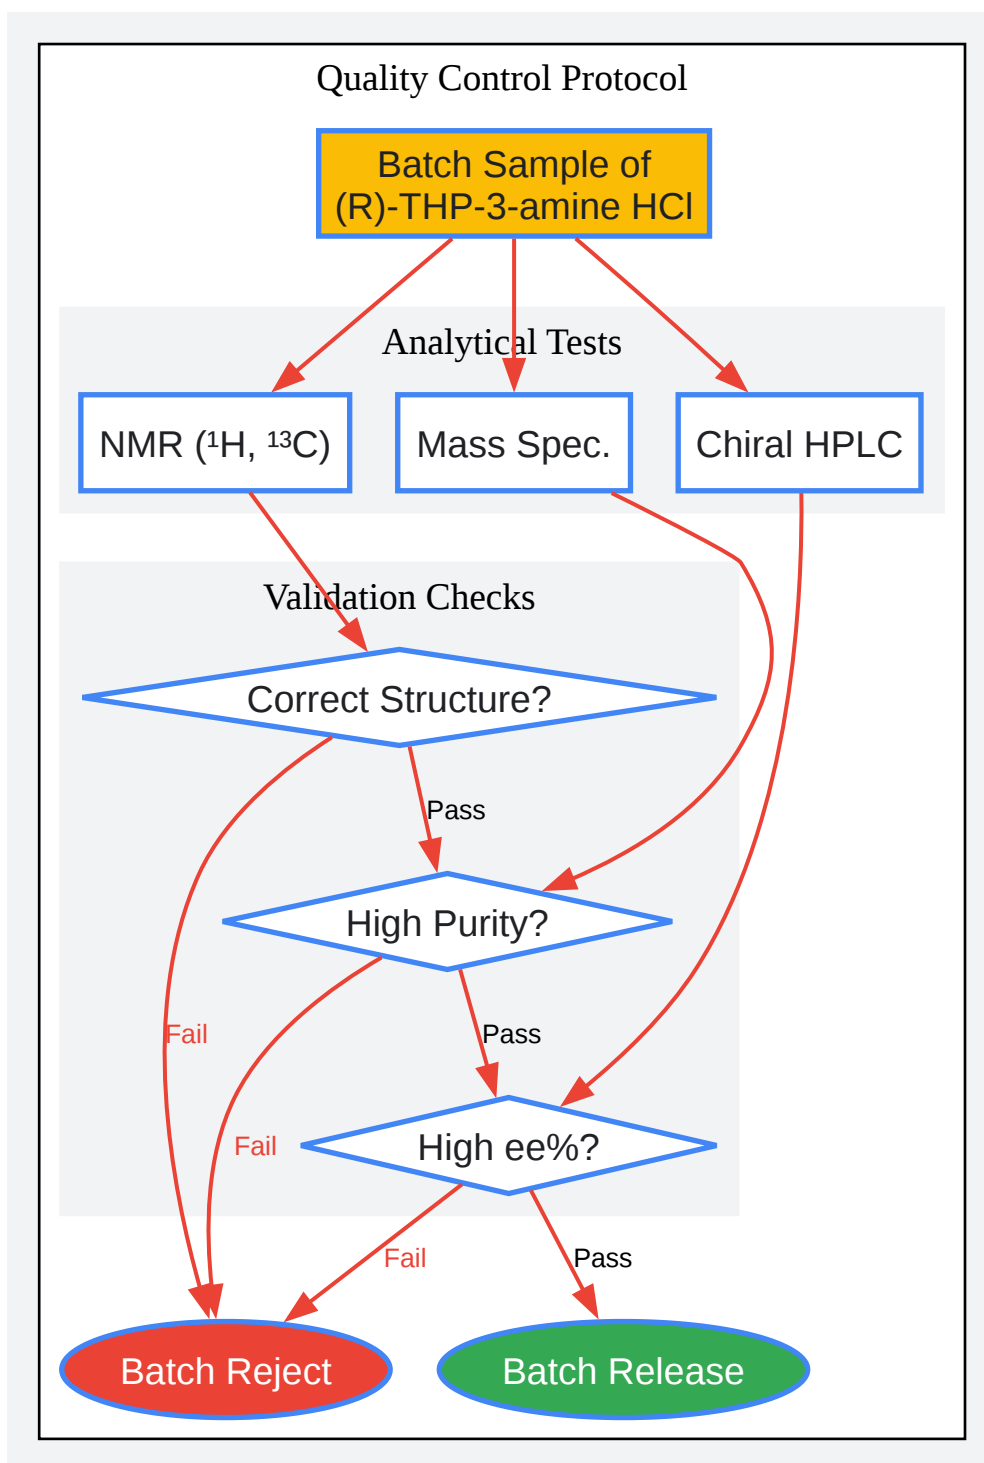 Quality Control Protocol
Batch Sample of
(R)-THP-3-amine HCl
Analytical Tests
NMR (¹H, ¹³C)
Mass Spec.
Chiral HPLC
Validation Checks
Correct Structure?
Pass
High Purity?
Fail
Pass
Fail
High ee%?
Fail
Pass
Batch Reject
Batch Release